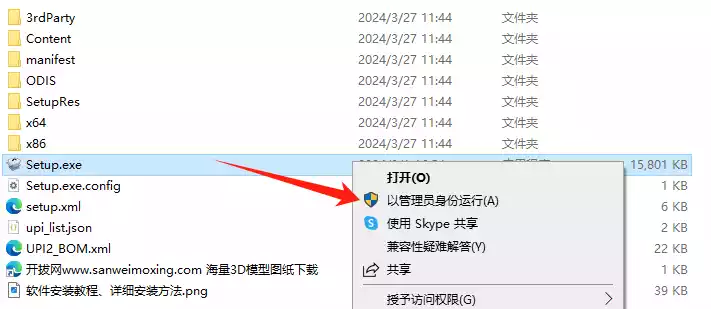 3rdParty 2024/3/27 11:44 文件夹
Content 2024/3/27 11:44 文件夹
manifest 2024/3/27 11:44 文件夹
ODIS 2024/3/27 11:44 文件夹
SetupRes 2024/3/27 11:44 文件夹
x64 2024/3/27 11:44 文件夹
x86 2024/3/27 11:44 文件夹
Setup.exe 15,801 KB
打开(O)
Setup.exe.config 1 KB
以管理员身份运行(A)
setup.xml 6 KB
使用 Skype 共享
upi_list.json 2 KB
兼容性疑难解答(Y)
UPI2_BOM.xml 22 KB
开拔网www.sanweimoxing.com 海量3D模型图纸下载 1 KB
共享
软件安装教程、详细安装方法.png 39 KB
授予访问权限(G)